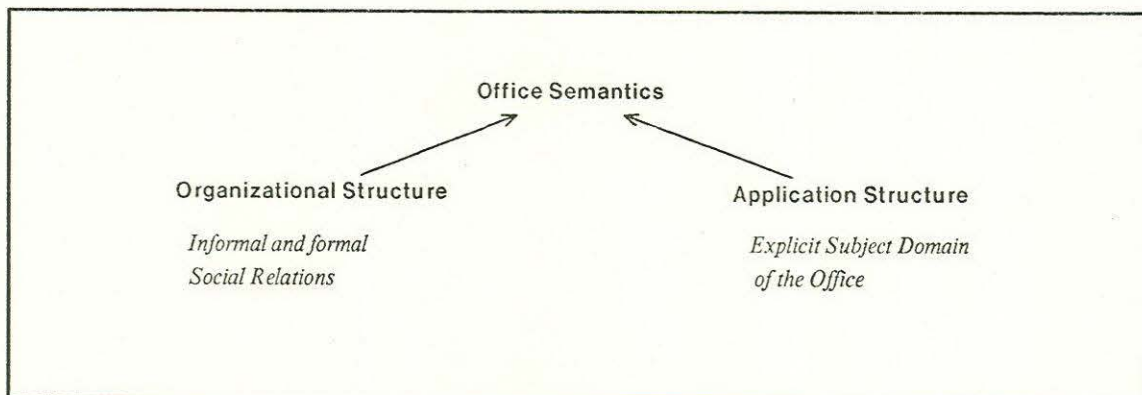 Office Semantics
Organizational Structure
Informal and formal
Social Relations
Application Structure
Explicit Subject Domain
of the Office